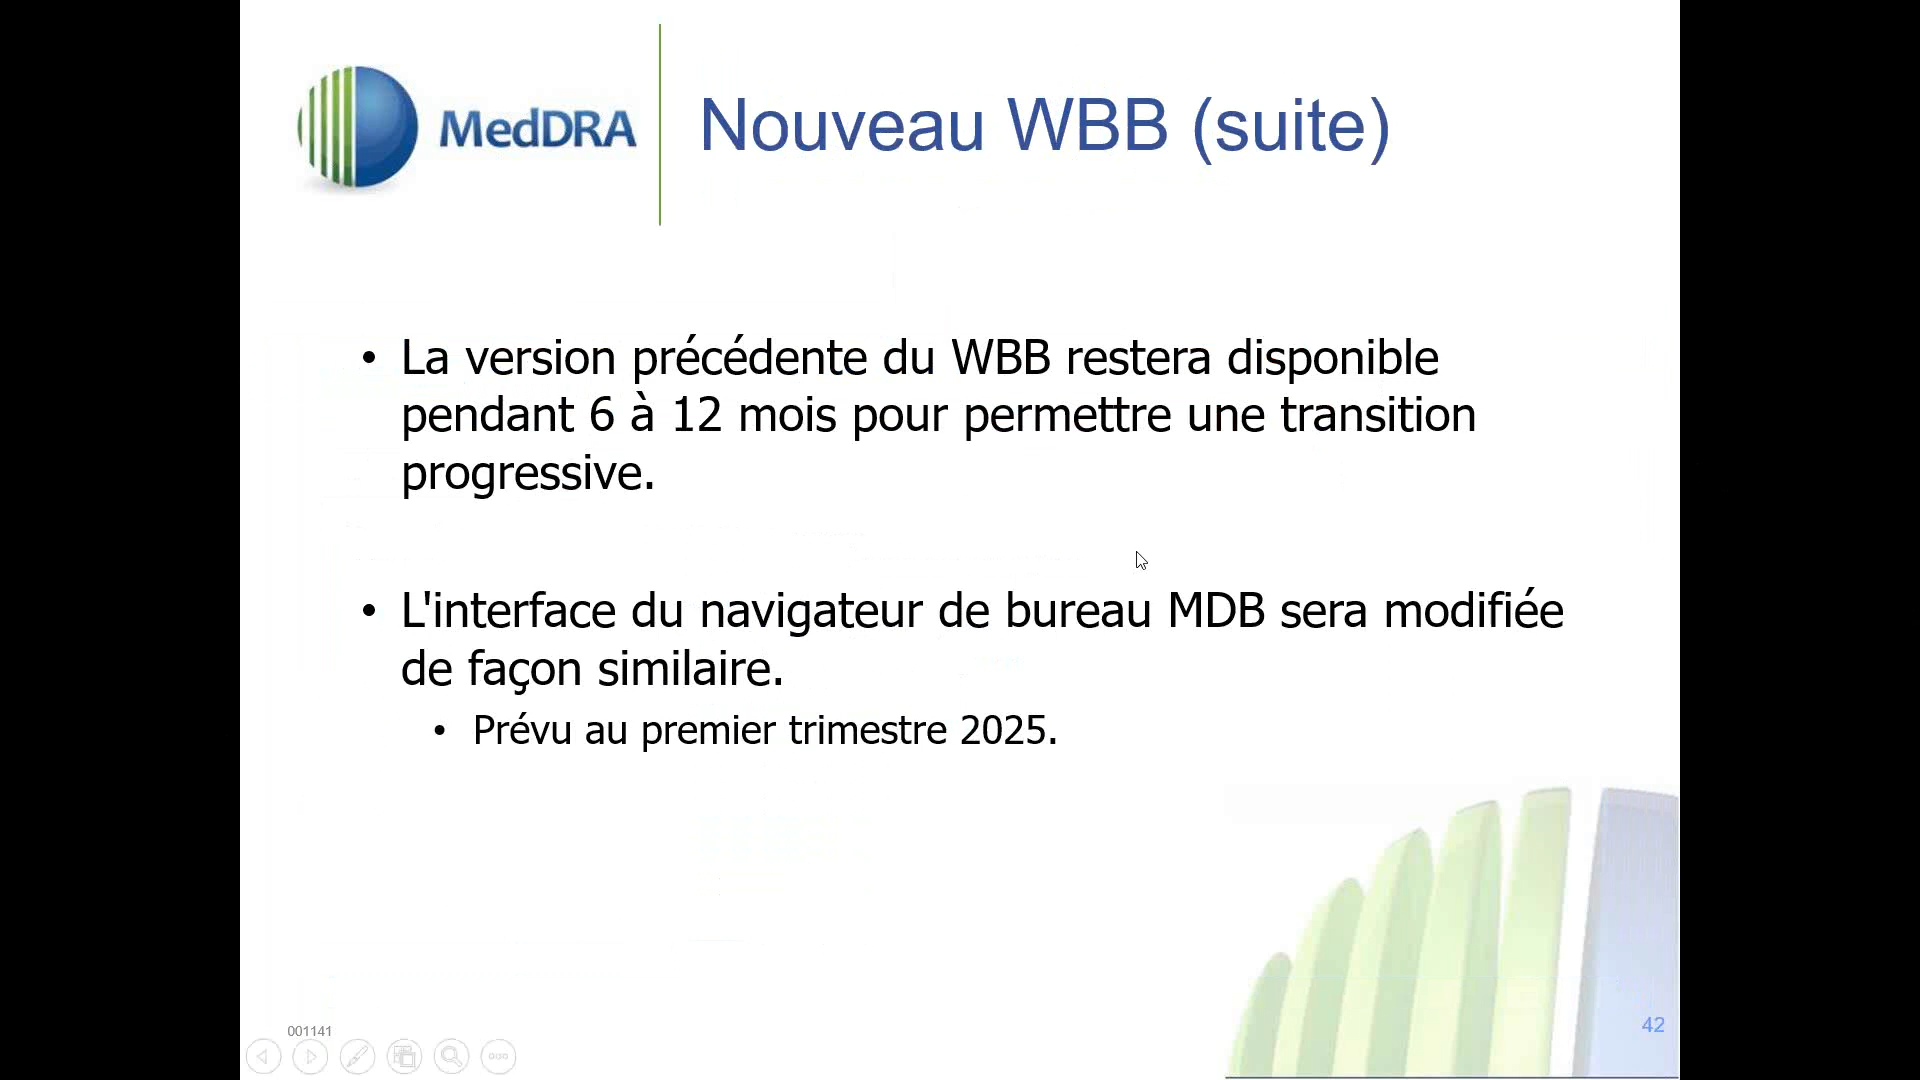 MedDRA
Nouveau WBB (suite)
• La version précédente du WBB restera disponible
pendant 6 à 12 mois pour permettre une transition
progressive.
• L'interface du navigateur de bureau MDB sera modifiée
de façon similaire.
• Prévu au premier trimestre 2025.
001141
42